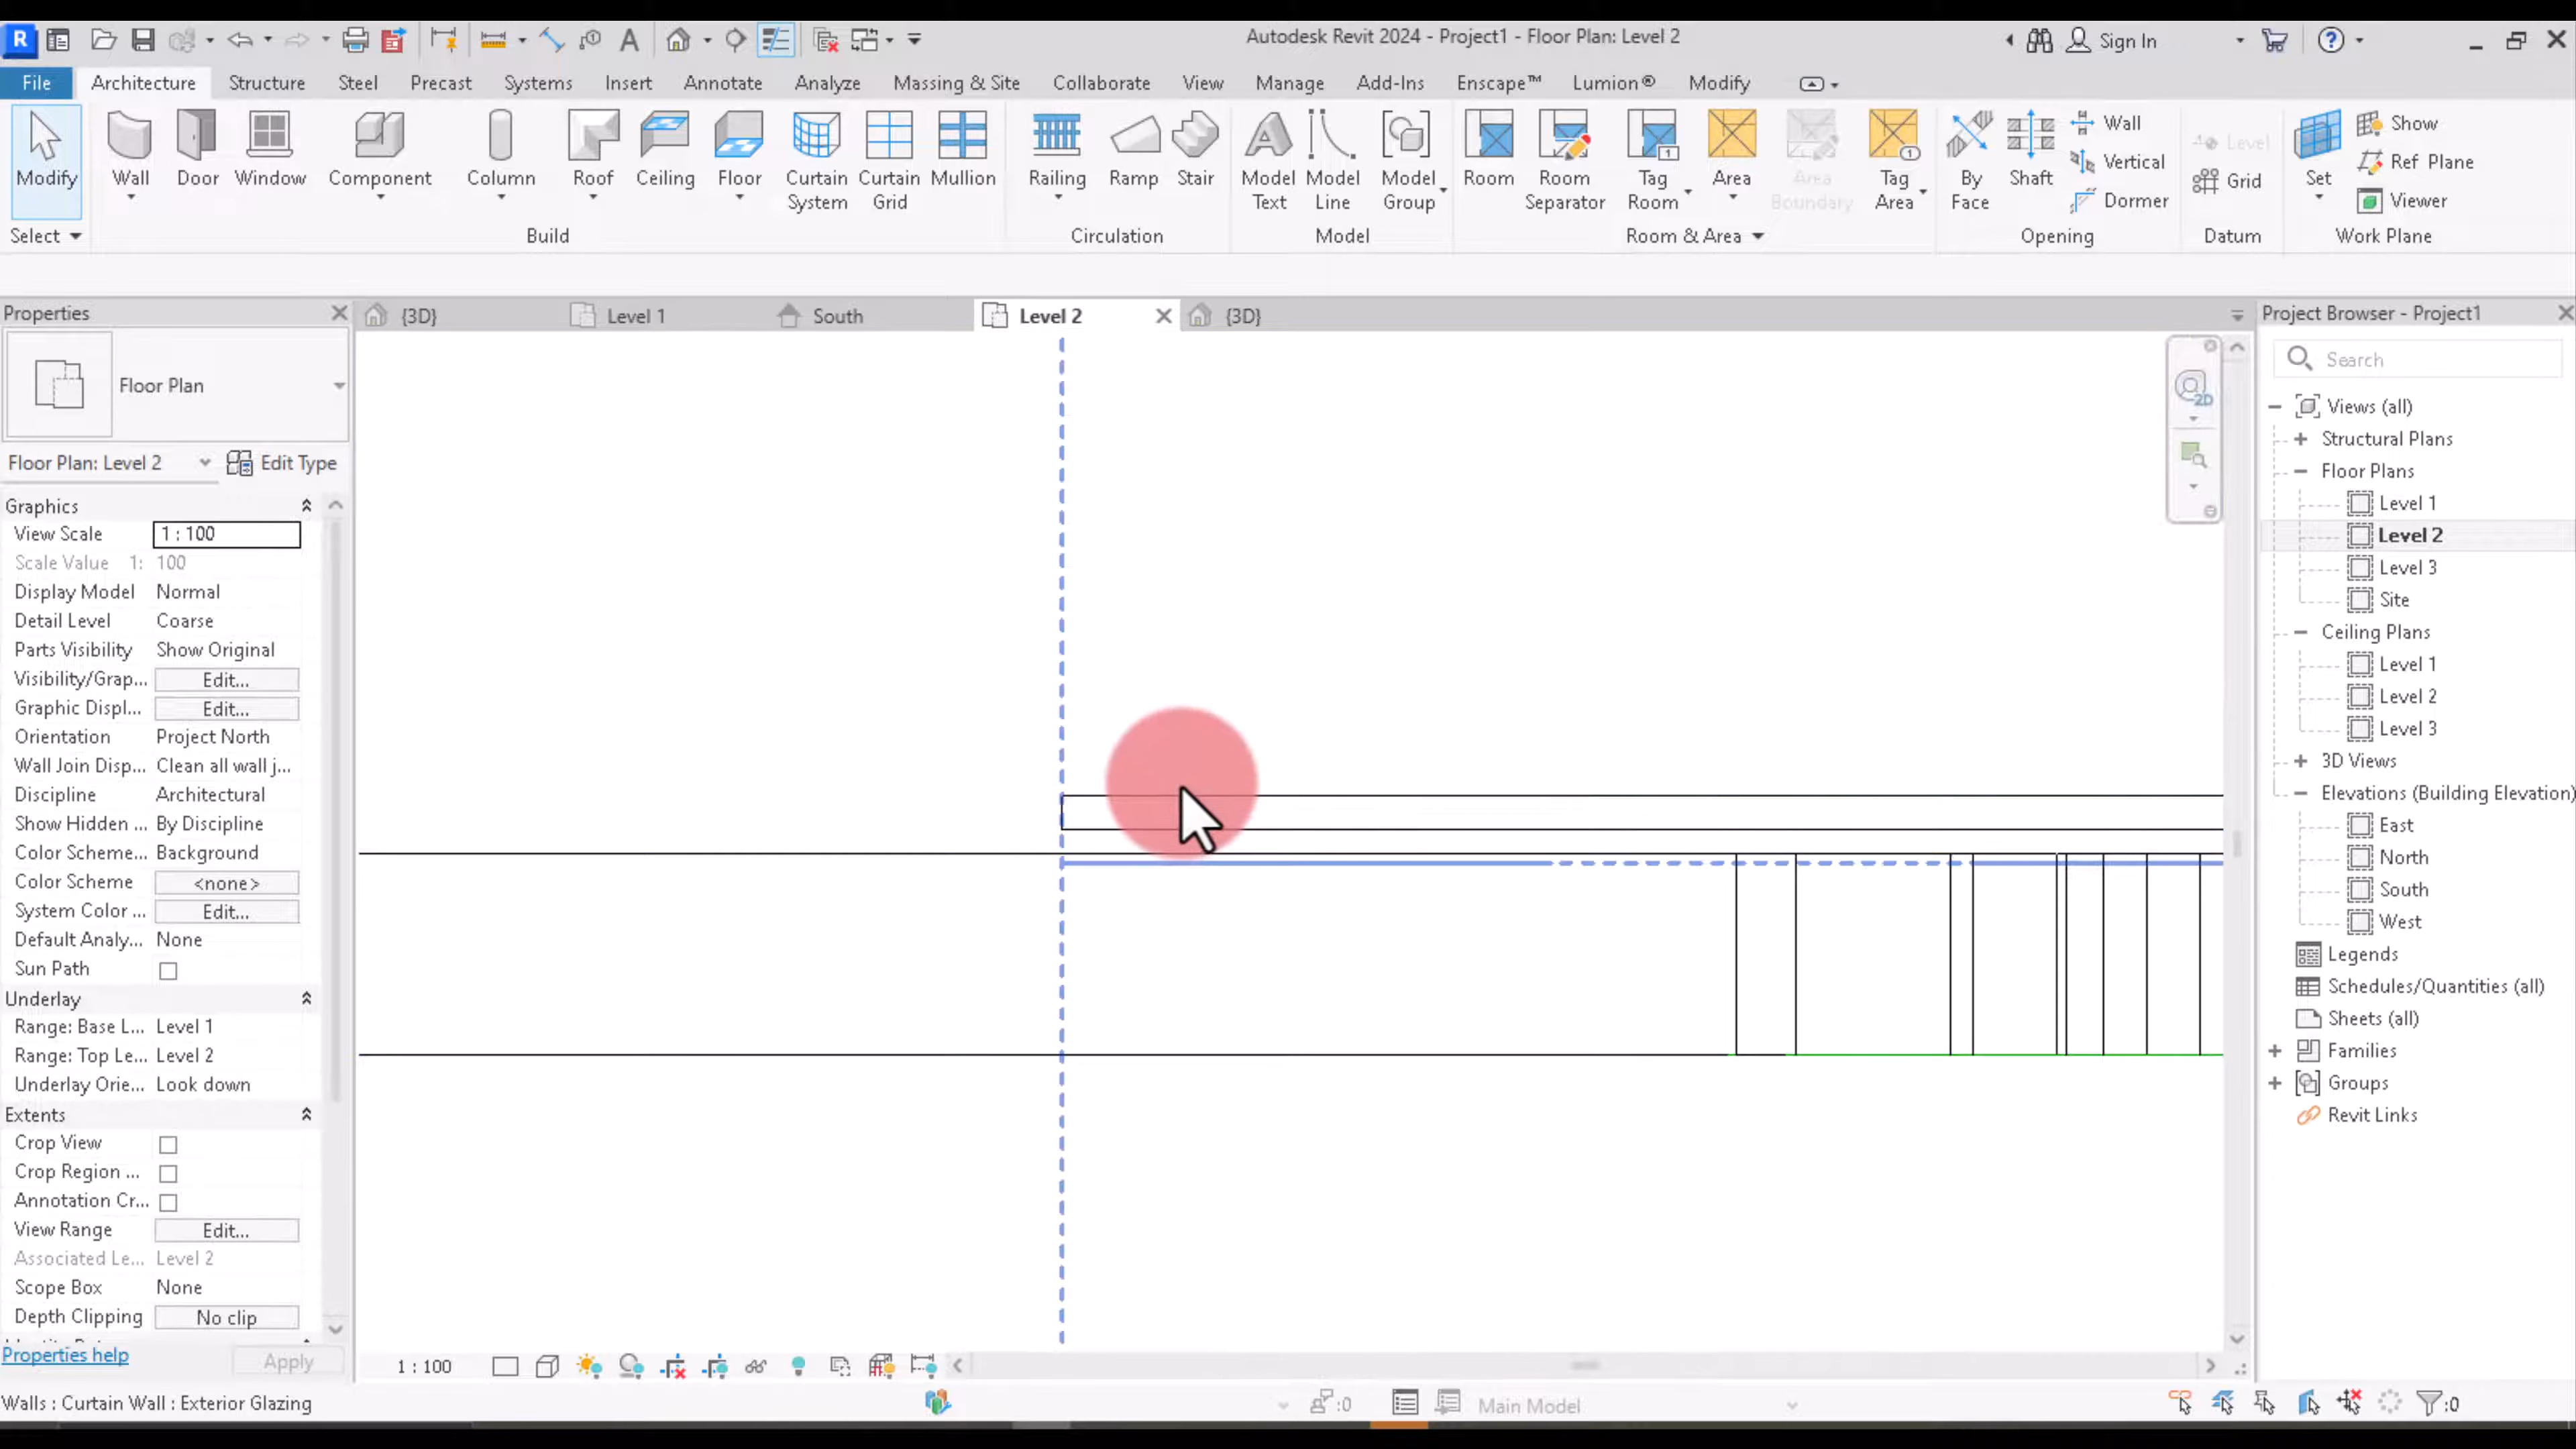 Autodesk Revit 2024 - Project1 - Floor Plan: Level 2
Sign In
File Architecture Structure Steel Precast Systems Insert Annotate Analyze Massing & Site Collaborate View Manage Add-Ins Enscape™ Lumion® Modify
Modify Wall Door Window Component Column Roof Ceiling Floor Curtain System Curtain Grid Mullion Railing Ramp Stair Model Text Model Line Model Group Room Room Separator Tag Room Area Area Boundary Tag Area By Face Shaft
Wall
Vertical
Dormer
Level
Grid
Set
Show
Ref Plane
Viewer
Select Build Circulation Model Room & Area Opening Datum Work Plane
Properties
{3D} Level 1 South Level 2 {3D}
Floor Plan
Floor Plan: Level 2 Edit Type
Graphics
View Scale 1 : 100
Scale Value 1: 100
Display Model Normal
Detail Level Coarse
Parts Visibility Show Original
Visibility/Grap... Edit...
Graphic Displ... Edit...
Orientation Project North
Wall Join Disp... Clean all wall j...
Discipline Architectural
Show Hidden ... By Discipline
Color Scheme... Background
Color Scheme <none>
System Color ... Edit...
Default Analy... None
Sun Path
Underlay
Range: Base L... Level 1
Range: Top Le... Level 2
Underlay Orie... Look down
Extents
Crop View
Crop Region ...
Annotation Cr...
View Range Edit...
Associated Le... Level 2
Scope Box None
Depth Clipping No clip
Properties help Apply
2D
Project Browser - Project1
Search
Views (all)
Structural Plans
Floor Plans
Level 1
Level 2
Level 3
Site
Ceiling Plans
Level 1
Level 2
Level 3
3D Views
Elevations (Building Elevation)
East
North
South
West
Legends
Schedules/Quantities (all)
Sheets (all)
Families
Groups
Revit Links
1 : 100
Walls : Curtain Wall : Exterior Glazing
:0
Main Model
:0